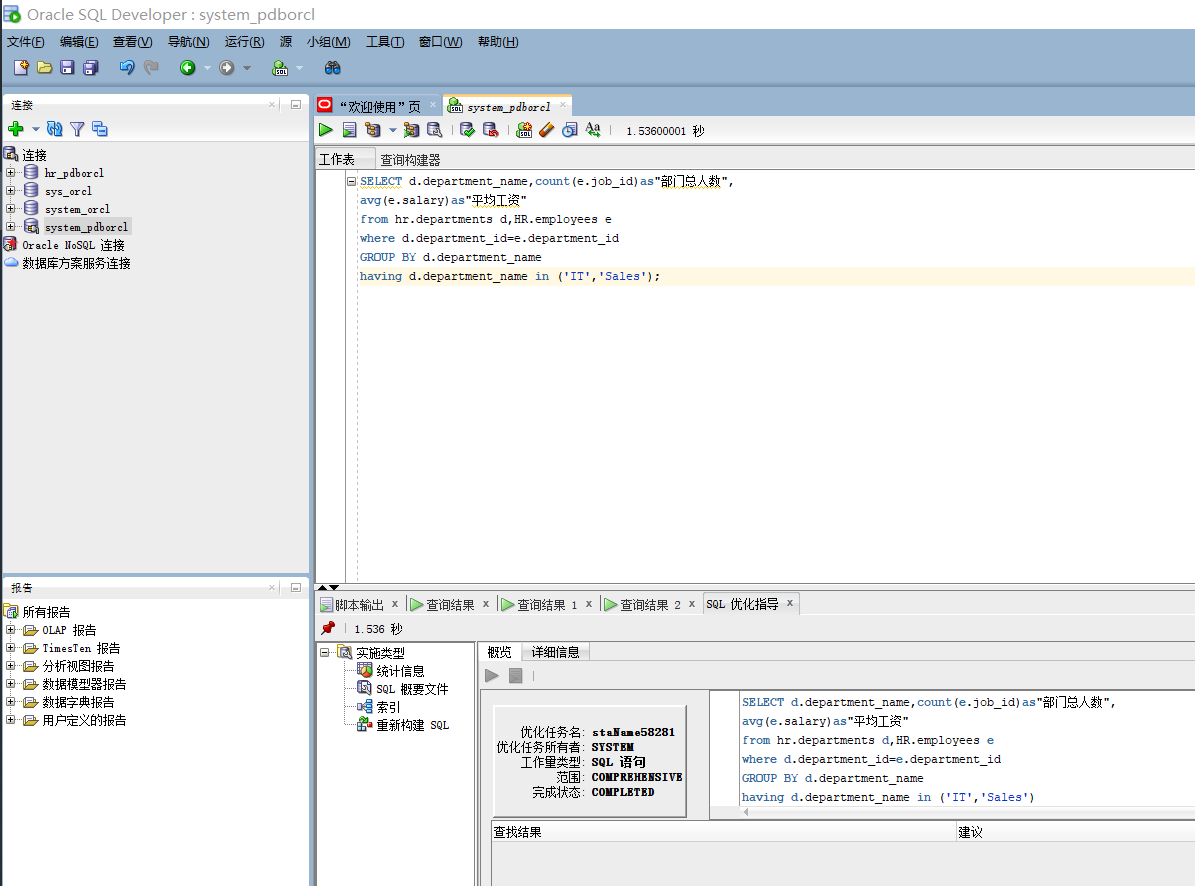 Oracle SQL Developer : system_pdborcl
文件(F) 编辑(E) 查看(V) 导航(N) 运行(R) 源 小组(M) 工具(T) 窗口(W) 帮助(H)
连接
连接
hr_pdborcl
sys_orcl
system_orcl
system_pdborcl
Oracle NoSQL 连接
数据库方案服务连接
报告
所有报告
OLAP 报告
TimesTen 报告
分析视图报告
数据模型器报告
数据字典报告
用户定义的报告
“欢迎使用”页 system_pdborcl
1.53600001 秒
工作表 查询构建器
SELECT d.department_name,count(e.job_id)as"部门总人数",
avg(e.salary)as"平均工资"
from hr.departments d,HR.employees e
where d.department_id=e.department_id
GROUP BY d.department_name
having d.department_name in ('IT','Sales');
脚本输出 x 查询结果 x 查询结果 1 x 查询结果 2 x SQL 优化指导 x
1.536 秒
实施类型
统计信息
SQL 概要文件
索引
重新构建 SQL
概览 详细信息
优化任务名: staName58281
优化任务所有者: SYSTEM
工作量类型: SQL 语句
范围: COMPREHENSIVE
完成状态: COMPLETED
SELECT d.department_name,count(e.job_id)as"部门总人数",
avg(e.salary)as"平均工资"
from hr.departments d,HR.employees e
where d.department_id=e.department_id
GROUP BY d.department_name
having d.department_name in ('IT','Sales')
查找结果 建议